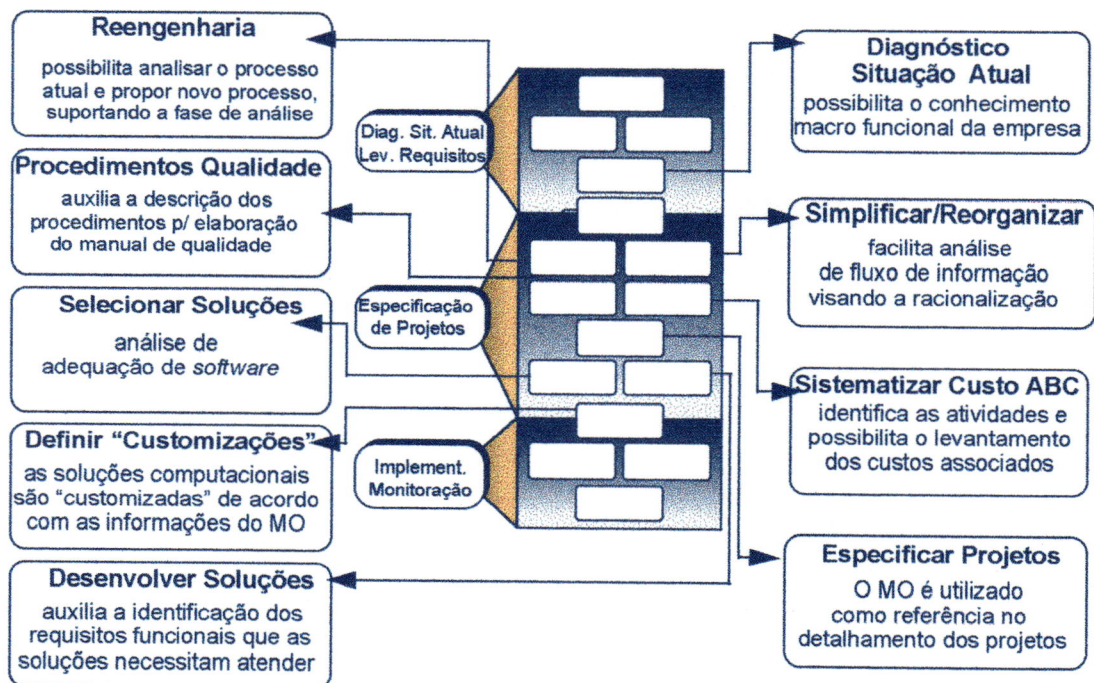 Reengenharia
possibilita analisar o processo
atual e propor novo processo,
suportando a fase de análise
Procedimentos Qualidade
auxilia a descrição dos
procedimentos p/ elaboração
do manual de qualidade
Selecionar Soluções
análise de
adequação de software
Definir “Customizações”
as soluções computacionais
são “customizadas” de acordo
com as informações do MO
Desenvolver Soluções
auxilia a identificação dos
requisitos funcionais que as
soluções necessitam atender
Diag. Sit. Atual
Lev. Requisitos
Especificação
de Projetos
Implement.
Monitoração
Diagnóstico
Situação Atual
possibilita o conhecimento
macro funcional da empresa
Simplificar/Reorganizar
facilita análise
de fluxo de informação
visando a racionalização
Sistematizar Custo ABC
identifica as atividades e
possibilita o levantamento
dos custos associados
Especificar Projetos
O MO é utilizado
como referência no
detalhamento dos projetos